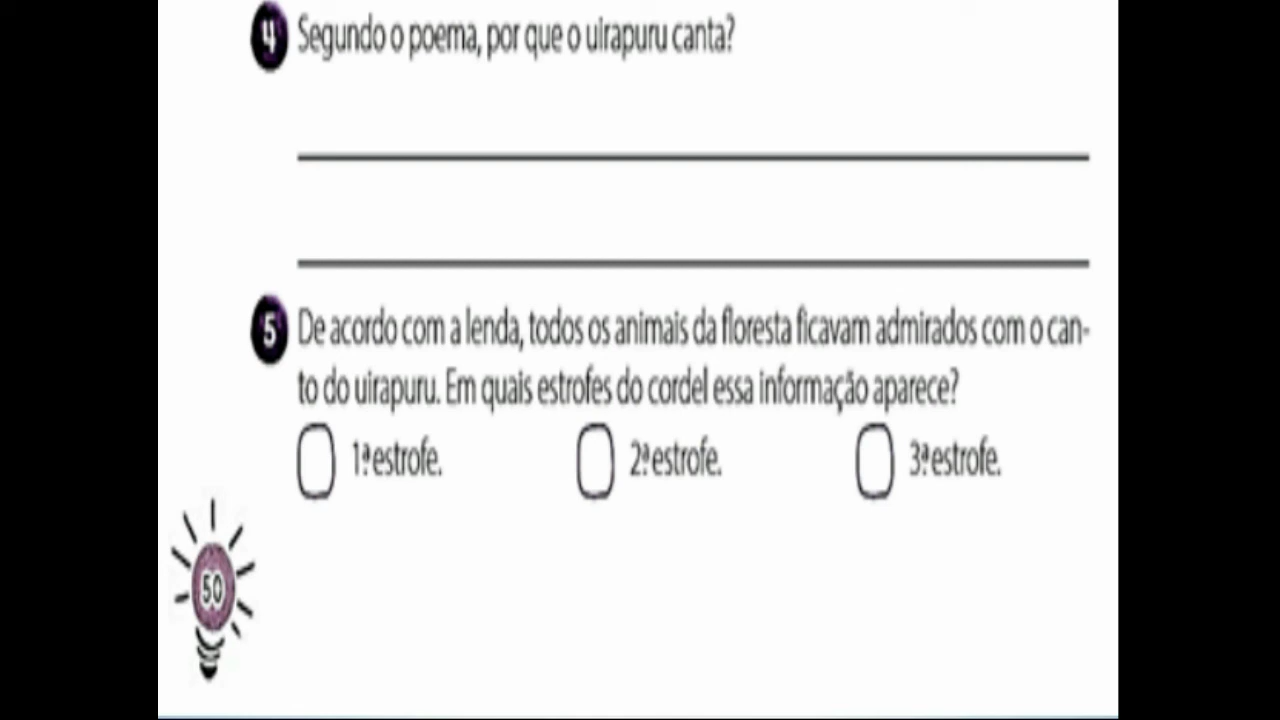 4 Segundo o poema, por que o uirapuru canta?
5 De acordo com a lenda, todos os animais da floresta ficavam admirados com o can-
to do uirapuru. Em quais estrofes do cordel essa informação aparece?
1ª estrofe. 2ª estrofe. 3ª estrofe.
50